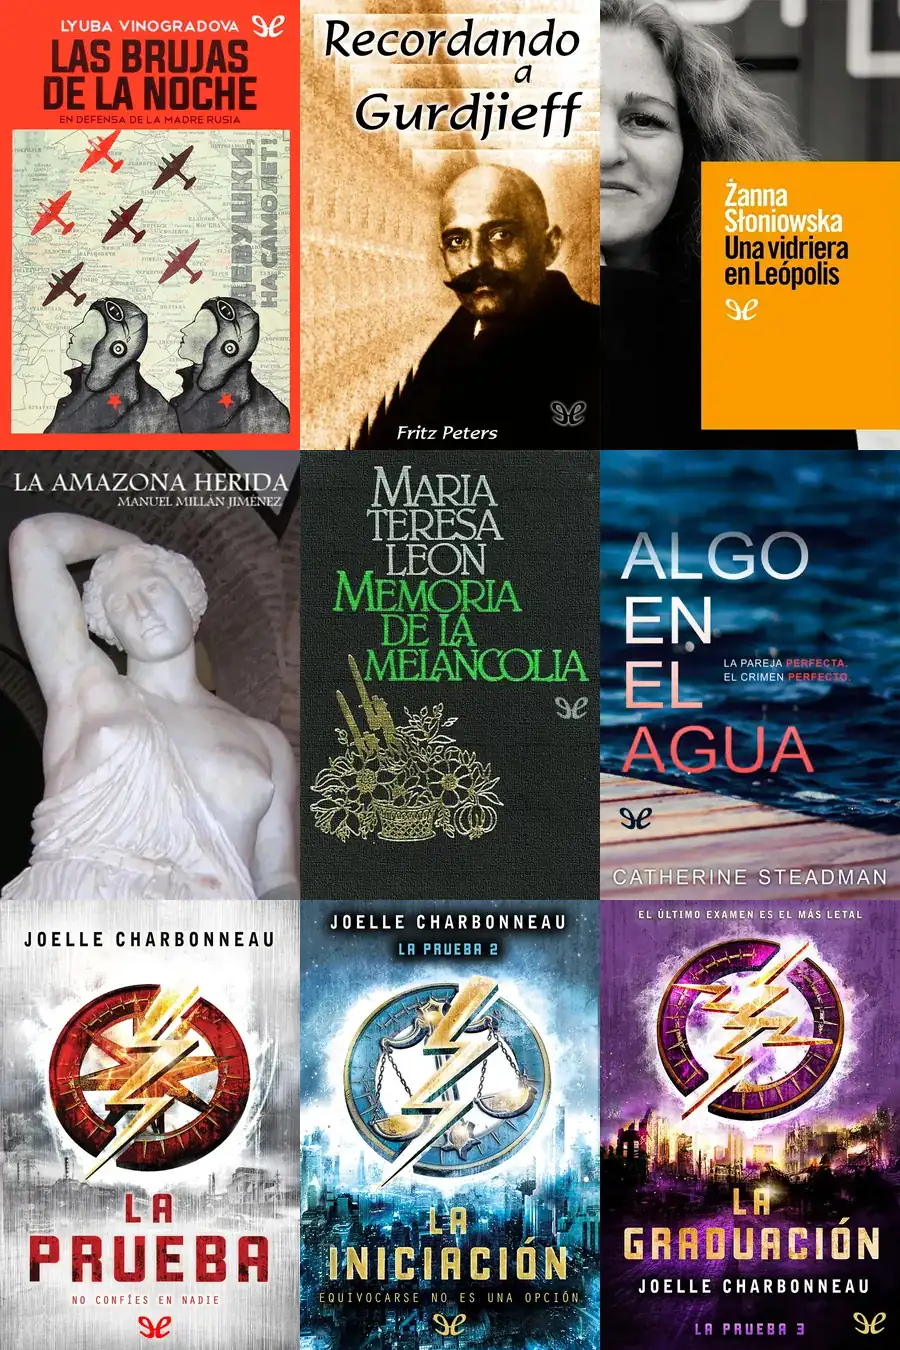 LYUBA VINOGRADOVA
LAS BRUJAS
DE LA NOCHE
EN DEFENSA DE LA MADRE RUSIA
ДЕВУШКИ,
НА САМОЛЕТ!
Recordando
a
Gurdjieff
Fritz Peters
Żanna
Słoniowska
Una vidriera
en Leópolis
LA AMAZONA HERIDA
MANUEL MILLÁN JIMÉNEZ
MARIA
TERESA
LEON
MEMORIA
DE LA
MELANCOLIA
ALGO
EN
EL
AGUA
LA PAREJA PERFECTA.
EL CRIMEN PERFECTO.
CATHERINE STEADMAN
JOELLE CHARBONNEAU
LA
PRUEBA
NO CONFÍES EN NADIE
JOELLE CHARBONNEAU
LA PRUEBA 2
LA
INICIACIÓN
EQUIVOCARSE NO ES UNA OPCIÓN
EL ÚLTIMO EXAMEN ES EL MÁS LETAL
LA
GRADUACIÓN
JOELLE CHARBONNEAU
LA PRUEBA 3